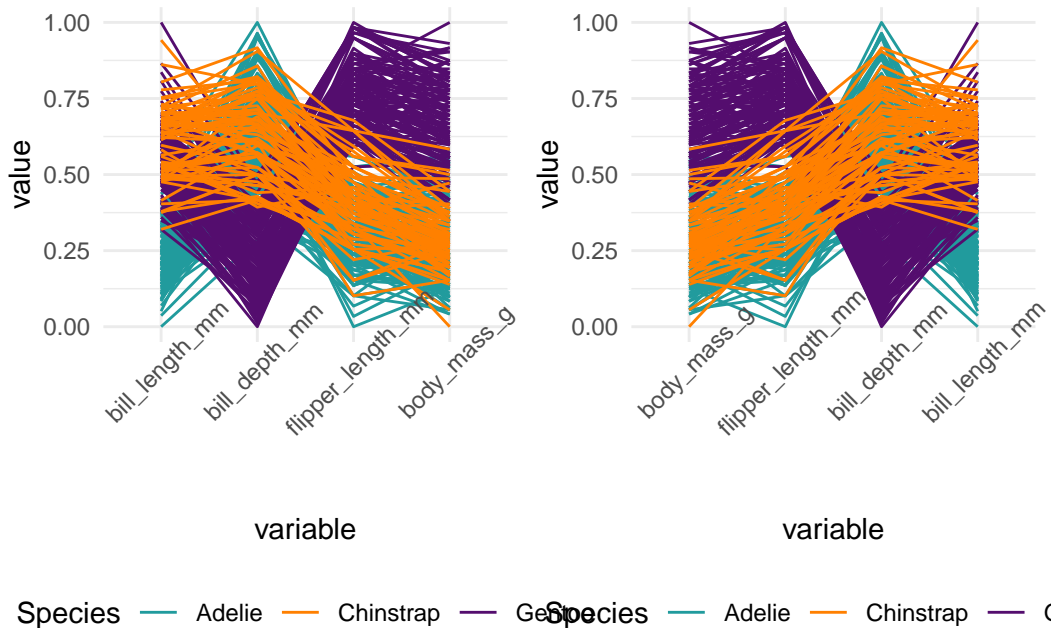 1.00
0.75
0.50
0.25
0.00
value
bill_length_mm
bill_depth_mm
flipper_length_mm
body_mass_g
variable
Species Adelie Chinstrap Gentoo
1.00
0.75
0.50
0.25
0.00
value
body_mass_g
flipper_length_mm
bill_depth_mm
bill_length_mm
variable
Species Adelie Chinstrap G